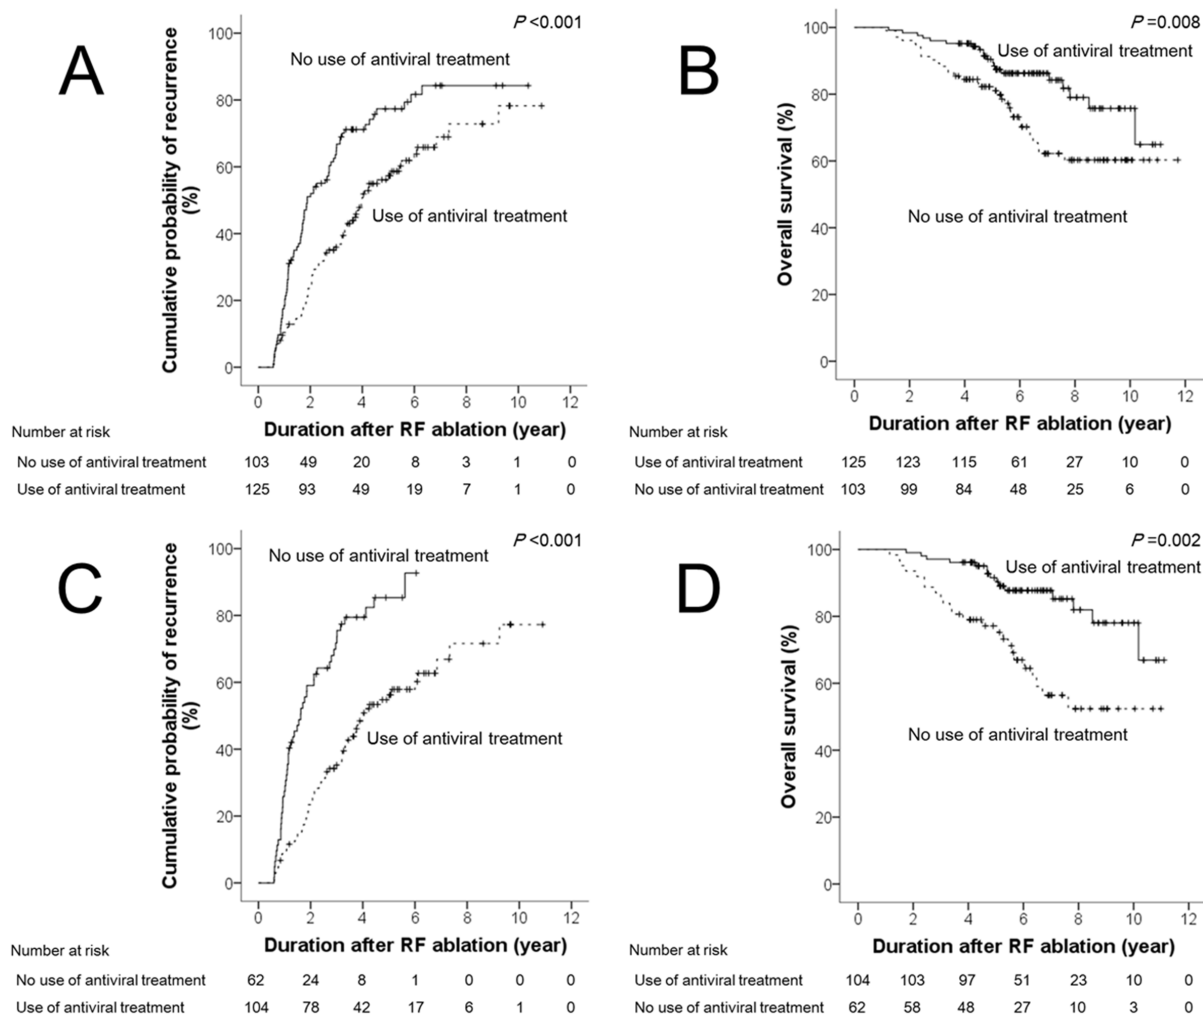 A
P <0.001
No use of antiviral treatment
Use of antiviral treatment
Cumulative probability of recurrence
(%)
100
80
60
40
20
0
0 2 4 6 8 10 12
Duration after RF ablation (year)
Number at risk
No use of antiviral treatment 103 49 20 8 3 1 0
Use of antiviral treatment 125 93 49 19 7 1 0
B
P =0.008
Use of antiviral treatment
No use of antiviral treatment
Overall survival (%)
100
80
60
40
20
0
0 2 4 6 8 10 12
Duration after RF ablation (year)
Number at risk
Use of antiviral treatment 125 123 115 61 27 10 0
No use of antiviral treatment 103 99 84 48 25 6 0
C
P <0.001
No use of antiviral treatment
Use of antiviral treatment
Cumulative probability of recurrence
(%)
100
80
60
40
20
0
0 2 4 6 8 10 12
Duration after RF ablation (year)
Number at risk
No use of antiviral treatment 62 24 8 1 0 0 0
Use of antiviral treatment 104 78 42 17 6 1 0
D
P =0.002
Use of antiviral treatment
No use of antiviral treatment
Overall survival (%)
100
80
60
40
20
0
0 2 4 6 8 10 12
Duration after RF ablation (year)
Number at risk
Use of antiviral treatment 104 103 97 51 23 10 0
No use of antiviral treatment 62 58 48 27 10 3 0